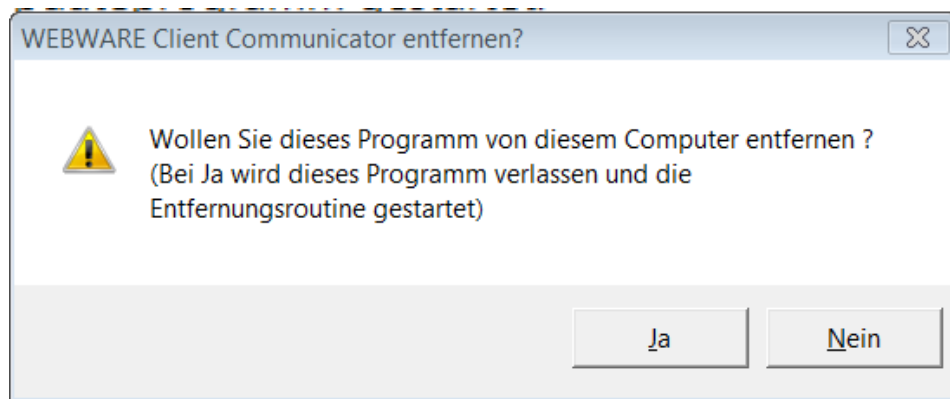 WEBWARE Client Communicator entfernen?
Wollen Sie dieses Programm von diesem Computer entfernen ?
(Bei Ja wird dieses Programm verlassen und die
Entfernungsroutine gestartet)
Ja
Nein